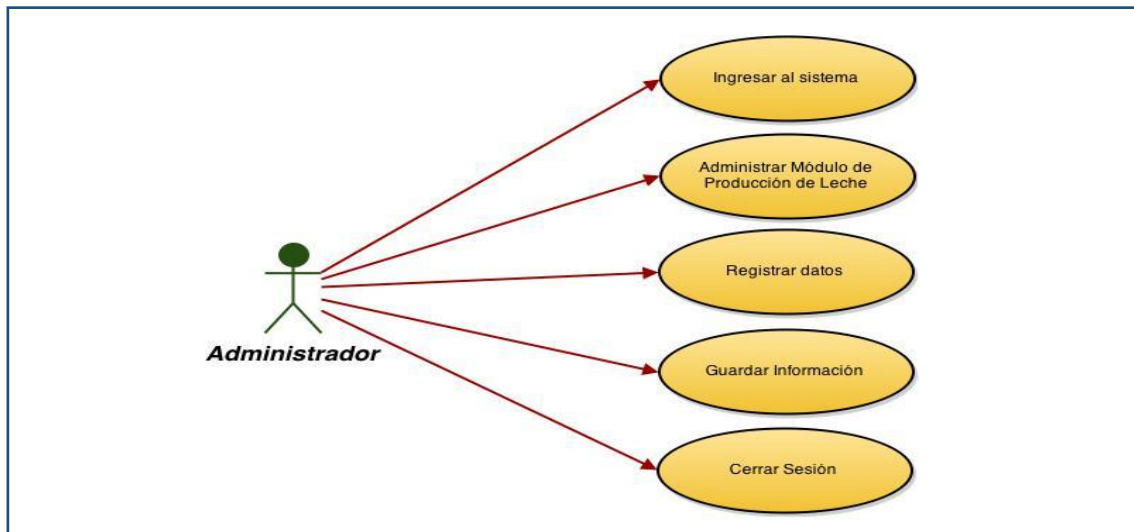 Ingresar al sistema
Administrar Módulo de
Producción de Leche
Registrar datos
Administrador
Guardar Información
Cerrar Sesión